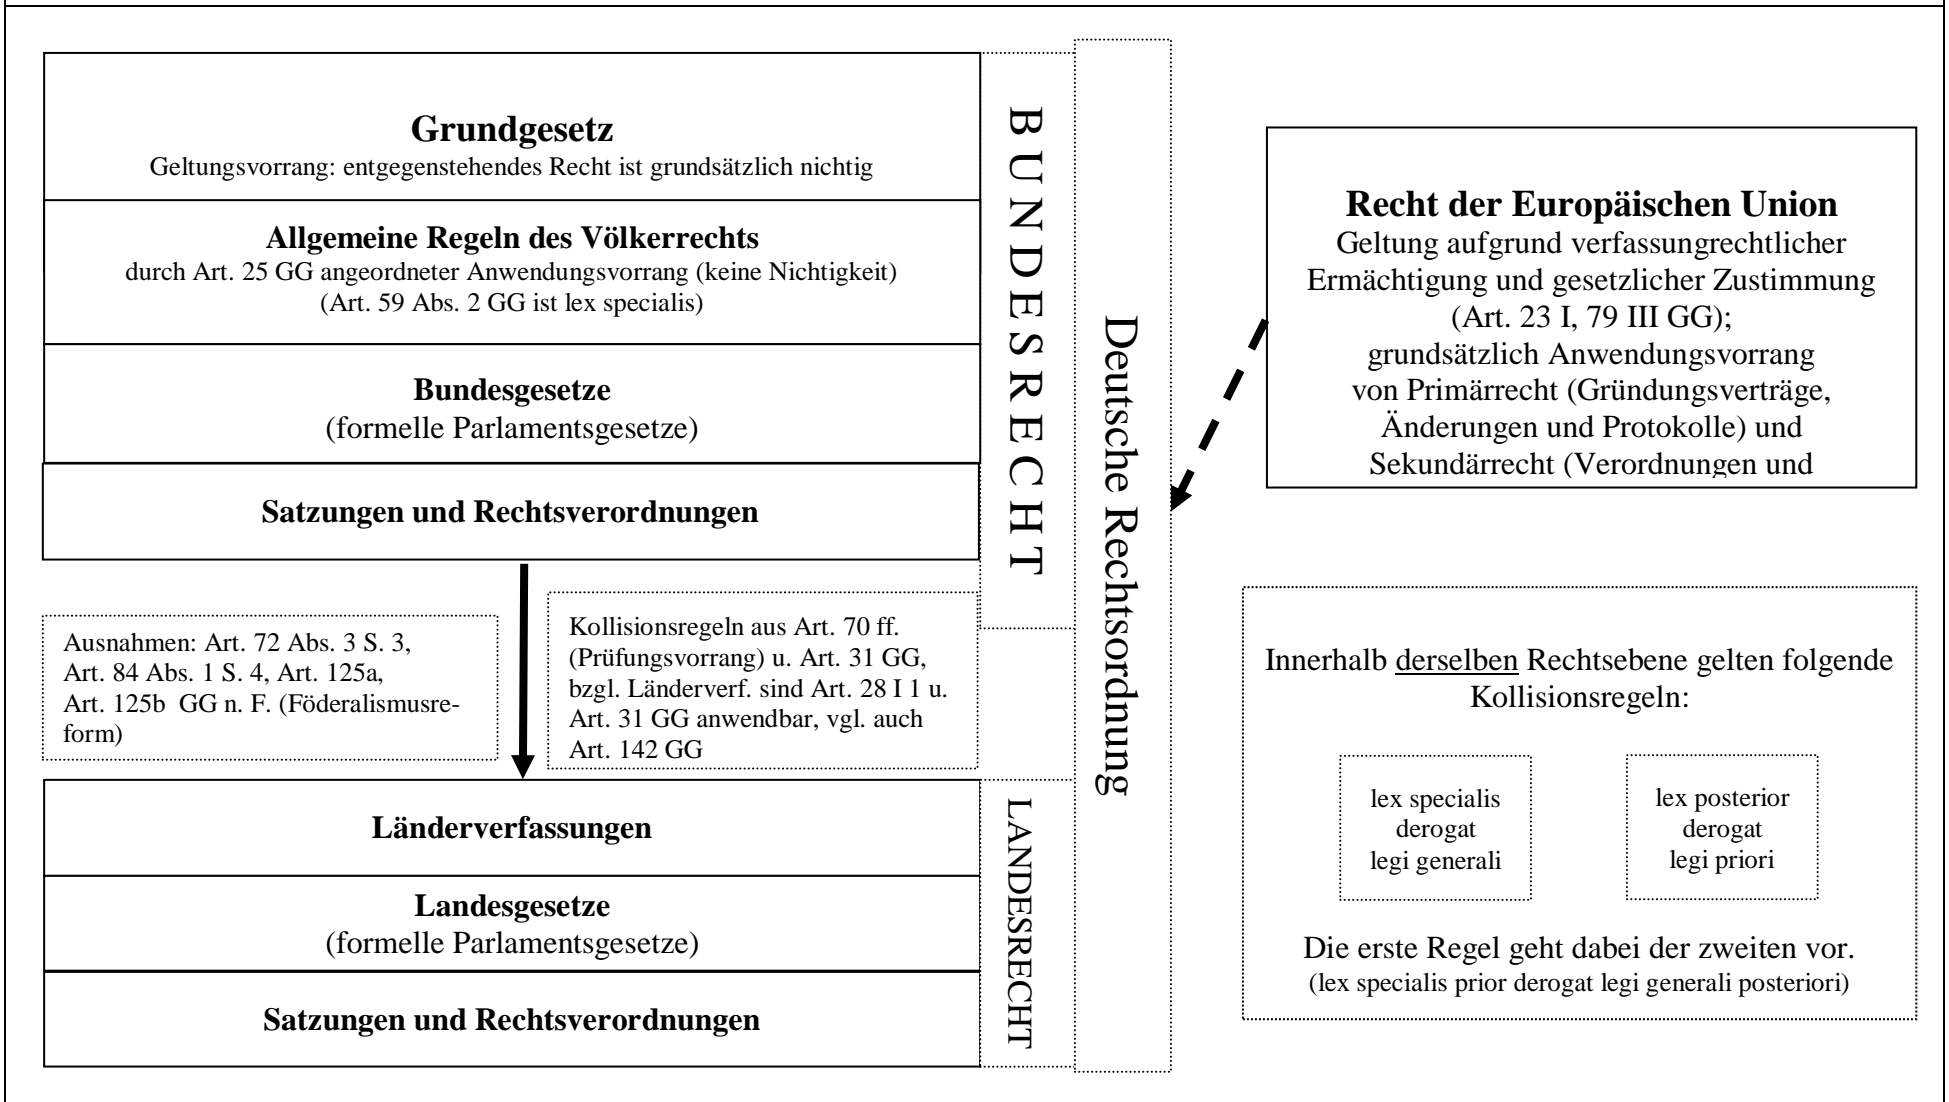 Grundgesetz
Geltungsvorrang: entgegenstehendes Recht ist grundsätzlich nichtig
Allgemeine Regeln des Völkerrechts
durch Art. 25 GG angeordneter Anwendungsvorrang (keine Nichtigkeit)
(Art. 59 Abs. 2 GG ist lex specialis)
Bundesgesetze
(formelle Parlamentsgesetze)
Satzungen und Rechtsverordnungen
Ausnahmen: Art. 72 Abs. 3 S. 3,
Art. 84 Abs. 1 S. 4, Art. 125a,
Art. 125b  GG n. F. (Föderalismusre-
form)
Kollisionsregeln aus Art. 70 ff.
(Prüfungsvorrang) u. Art. 31 GG,
bzgl. Länderverf. sind Art. 28 I 1 u.
Art. 31 GG anwendbar, vgl. auch
Art. 142 GG
Länderverfassungen
Landesgesetze
(formelle Parlamentsgesetze)
Satzungen und Rechtsverordnungen
BUNDESRECHT
LANDESRECHT
Deutsche Rechtsordnung
Recht der Europäischen Union
Geltung aufgrund verfassungrechtlicher
Ermächtigung und gesetzlicher Zustimmung
(Art. 23 I, 79 III GG);
grundsätzlich Anwendungsvorrang
von Primärrecht (Gründungsverträge,
Änderungen und Protokolle) und
Sekundärrecht (Verordnungen und
Innerhalb derselben Rechtsebene gelten folgende
Kollisionsregeln:
lex specialis
derogat
legi generali
lex posterior
derogat
legi priori
Die erste Regel geht dabei der zweiten vor.
(lex specialis prior derogat legi generali posteriori)